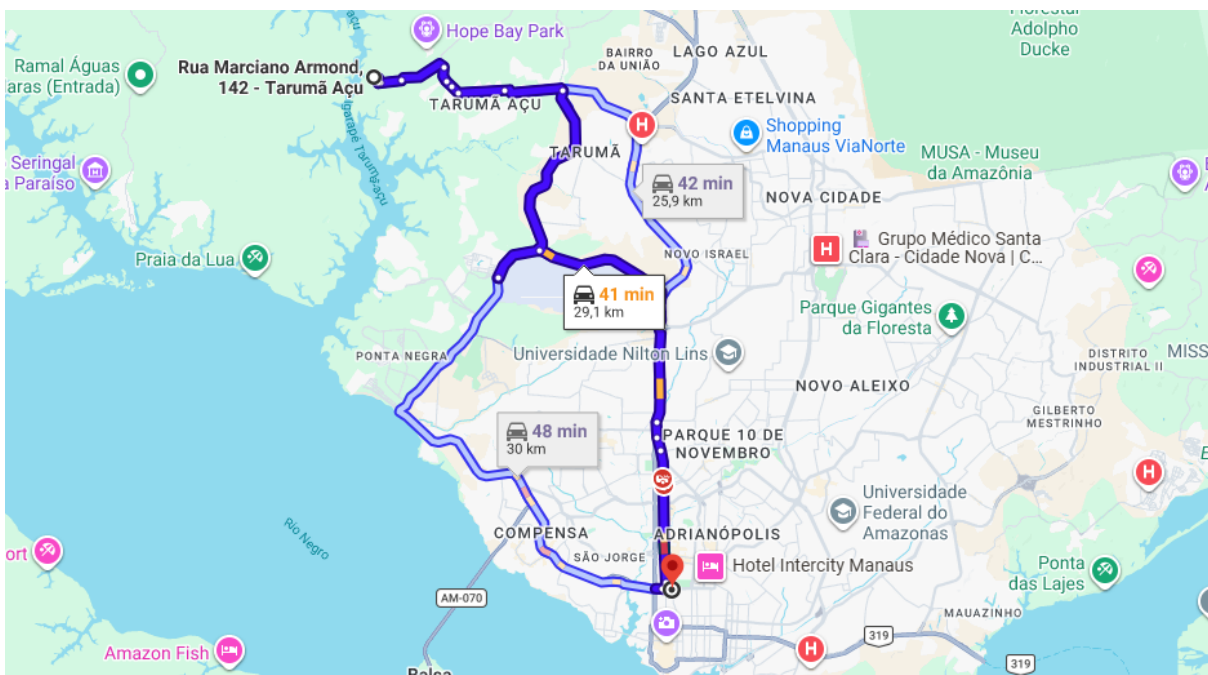 Florestal
Adolpho
Ducke
Hope Bay Park
BAIRRO
DA UNIÃO
LAGO AZUL
Rua Marciano Armond,
142 - Tarumã Açu
Ramal Águas
aras (Entrada)
TARUMÃ AÇU
Igarapé Tarumã-açu
SANTA ETELVINA
H
Shopping
Manaus ViaNorte
TARUMÃ
MUSA - Museu
da Amazônia
Seringal
a Paraíso
42 min
25,9 km
NOVA CIDADE
H
Grupo Médico Santa
Clara - Cidade Nova | C...
NOVO ISRAEL
Praia da Lua
41 min
29,1 km
Parque Gigantes
da Floresta
PONTA NEGRA
Universidade Nilton Lins
DISTRITO
INDUSTRIAL II
MISS
NOVO ALEIXO
GILBERTO
MESTRINHO
48 min
30 km
PARQUE 10 DE
NOVEMBRO
H
Universidade
Federal do
Amazonas
Rio Negro
COMPENSA
ADRIANÓPOLIS
ort
SÃO JORGE
Hotel Intercity Manaus
Ponta
das Lajes
AM-070
MAUAZINHO
319
H
319
Amazon Fish
Balsa